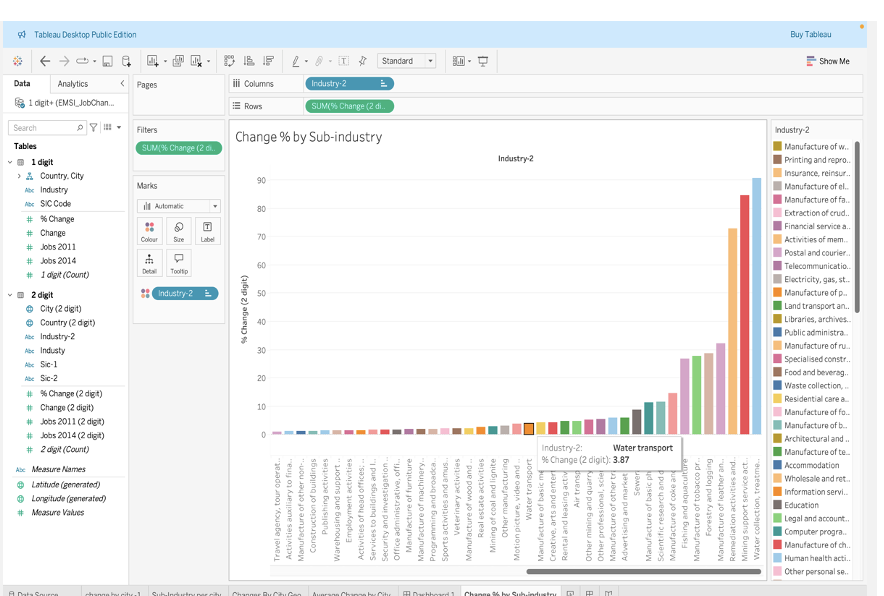 Tableau Desktop Public Edition
Buy Tableau
Standard
Show Me
Data
Analytics
1 digit+ (EMSI_JobChan...
Search
Tables
1 digit
Country, City
Abc Industry
Abc SIC Code
# % Change
# Change
# Jobs 2011
# Jobs 2014
# 1 digit (Count)
2 digit
City (2 digit)
Country (2 digit)
Abc Industry-2
Abc Industy
Abc Sic-1
Abc Sic-2
# % Change (2 digit)
# Change (2 digit)
# Jobs 2011 (2 digit)
# Jobs 2014 (2 digit)
# 2 digit (Count)
Abc Measure Names
Latitude (generated)
Longitude (generated)
# Measure Values
Pages
Filters
SUM(% Change (2 di..
Marks
Automatic
Colour
Size
Label
Detail
Tooltip
Industry-2
Columns
Industry-2
Rows
SUM(% Change (2 di..
Change % by Sub-industry
Industry-2
% Change (2 digit)
90
80
70
60
50
40
30
20
10
0
Industry-2: Water transport
% Change (2 digit): 3.87
Travel agency, tour operat..
Activities auxiliary to fina..
Manufacture of other non-..
Construction of buildings
Publishing activities
Warehousing and support ..
Employment activities
Activities of head offices; ..
Services to buildings and l..
Security and investigation ..
Office administrative, offi..
Manufacture of furniture
Manufacture of machinery..
Programming and broadca..
Sports activities and amus..
Veterinary activities
Manufacture of wood and ..
Real estate activities
Mining of coal and lignite
Other manufacturing
Motion picture, video and ..
Water transport
Manufacture of basic me
Creative, arts and enter
Rental and leasing activ
Air transp
Other mining and quarry
Other professional, scie
Manufacture of other tr
Advertising and market
Sewer
Manufacture of basic ph
Scientific research and d
Manufacture of coke and
Fishing and aquaculture
Manufacture of tobacco pr
Forestry and logging
Manufacture of leather an..
Remediation activities and..
Mining support service act..
Water collection, treatme..
Industry-2
Manufacture of w..
Printing and repro..
Insurance, reinsur..
Manufacture of el..
Manufacture of fa..
Extraction of crud..
Financial service a..
Activities of mem..
Postal and courier..
Telecommunicatio..
Electricity, gas, st..
Manufacture of p..
Land transport an..
Libraries, archives..
Public administra..
Manufacture of ru..
Specialised constr..
Food and beverag..
Waste collection, ..
Residential care a..
Manufacture of fo..
Manufacture of b..
Architectural and ..
Manufacture of te..
Accommodation
Wholesale and ret..
Information servi..
Education
Legal and account..
Computer progra..
Manufacture of ch..
Human health acti..
Other personal se..
Data Source
change by city -1
Sub-Industry per city
Changes By City Geo
Average Change by City
Dashboard 1
Change % by Sub-industry